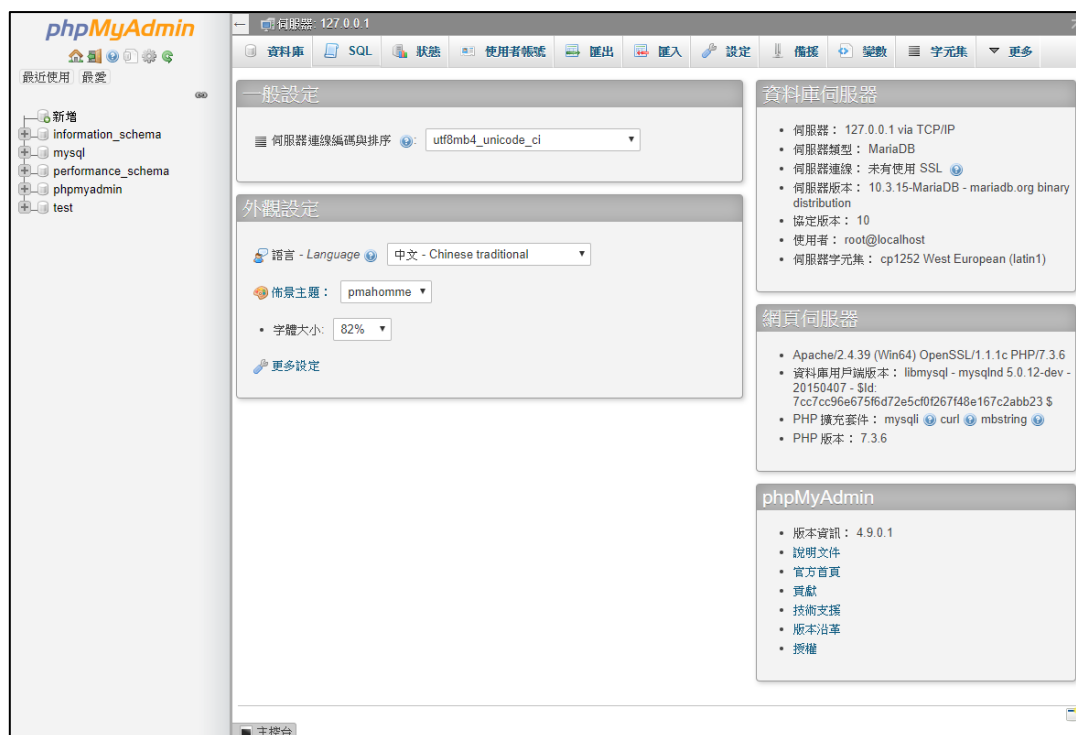 phpMyAdmin
最近使用 最愛
新增
information_schema
mysql
performance_schema
phpmyadmin
test
伺服器: 127.0.0.1
資料庫 SQL 狀態 使用者帳號 匯出 匯入 設定 備援 變數 字元集 更多
一般設定
伺服器連線編碼與排序 : utf8mb4_unicode_ci
外觀設定
語言 - Language 中文 - Chinese traditional
佈景主題： pmahomme
• 字體大小: 82%
更多設定
資料庫伺服器
• 伺服器： 127.0.0.1 via TCP/IP
• 伺服器類型： MariaDB
• 伺服器連線： 未有使用 SSL
• 伺服器版本： 10.3.15-MariaDB - mariadb.org binary
distribution
• 協定版本： 10
• 使用者： root@localhost
• 伺服器字元集： cp1252 West European (latin1)
網頁伺服器
• Apache/2.4.39 (Win64) OpenSSL/1.1.1c PHP/7.3.6
• 資料庫用戶端版本： libmysql - mysqlnd 5.0.12-dev -
20150407 - $Id:
7cc7cc96e675f6d72e5cf0f267f48e167c2abb23 $
• PHP 擴充套件： mysqli curl mbstring
• PHP 版本： 7.3.6
phpMyAdmin
• 版本資訊： 4.9.0.1
• 說明文件
• 官方首頁
• 貢獻
• 技術支援
• 版本沿革
• 授權
主控台